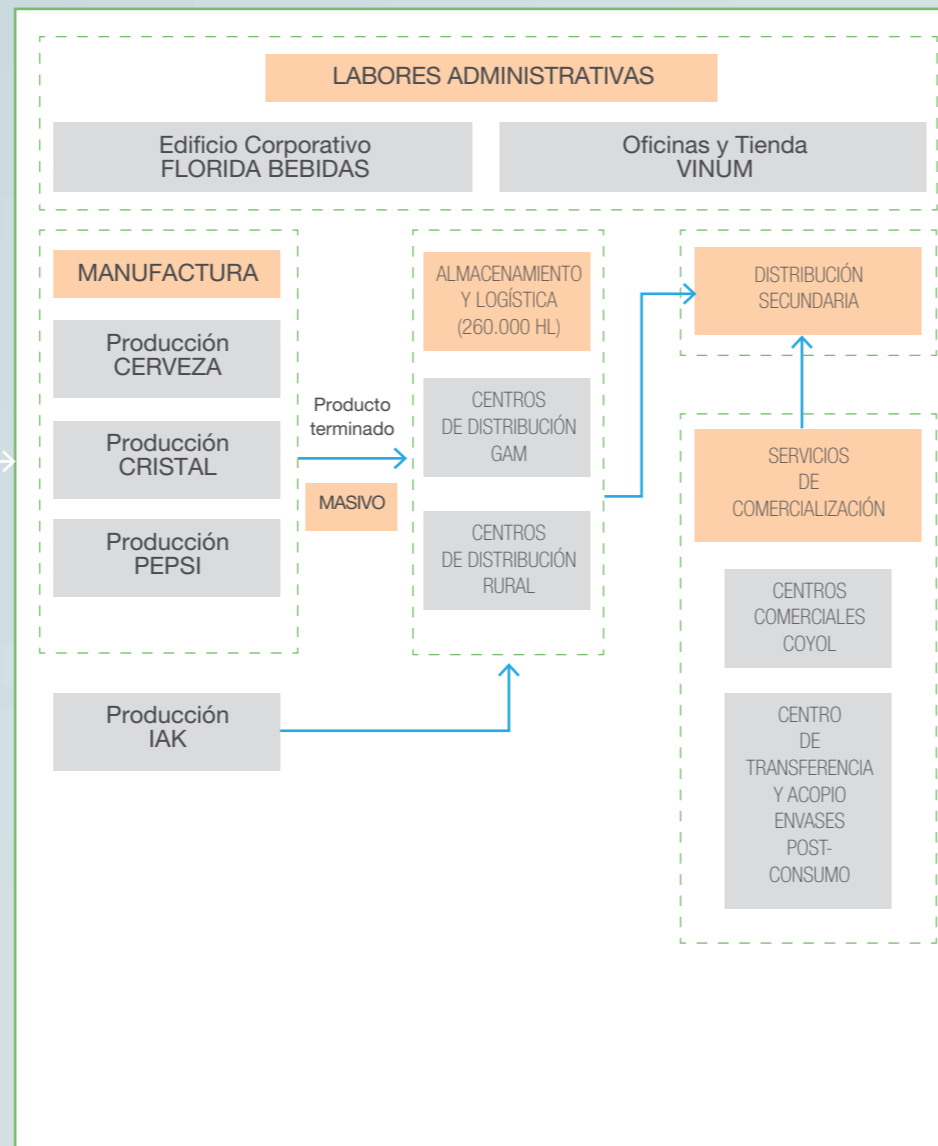 LABORES ADMINISTRATIVAS
Edificio Corporativo
FLORIDA BEBIDAS
Oficinas y Tienda
VINUM
MANUFACTURA
Producción
CERVEZA
Producción
CRISTAL
Producción
PEPSI
Producto
terminado
MASIVO
ALMACENAMIENTO
Y LOGÍSTICA
(260.000 HL)
CENTROS
DE DISTRIBUCIÓN
GAM
CENTROS
DE DISTRIBUCIÓN
RURAL
DISTRIBUCIÓN
SECUNDARIA
SERVICIOS
DE
COMERCIALIZACIÓN
CENTROS
COMERCIALES
COYOL
CENTRO
DE
TRANSFERENCIA
Y ACOPIO
ENVASES
POST-
CONSUMO
Producción
IAK